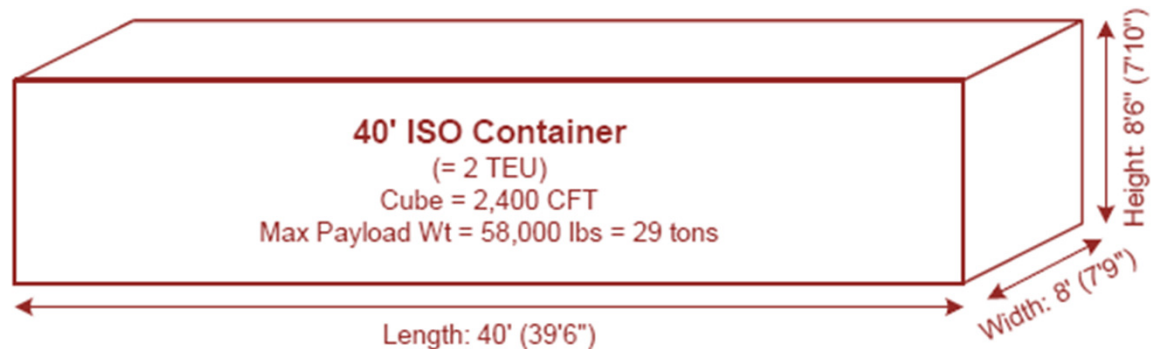 40' ISO Container
(= 2 TEU)
Cube = 2,400 CFT
Max Payload Wt = 58,000 lbs = 29 tons
Height: 8'6" (7'10")
Width: 8' (7'9")
Length: 40' (39'6")